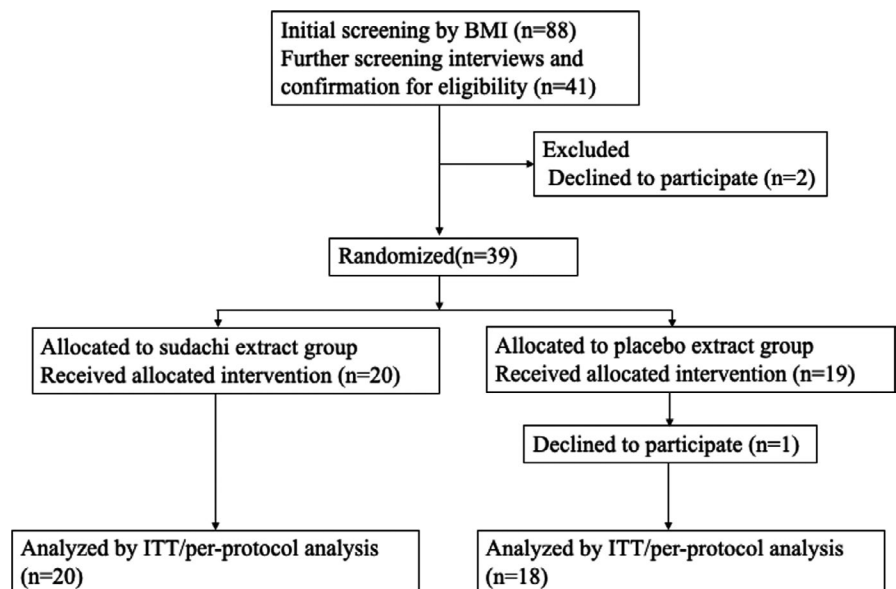 Initial screening by BMI (n=88)
Further screening interviews and
confirmation for eligibility (n=41)
Excluded
Declined to participate (n=2)
Randomized(n=39)
Allocated to sudachi extract group
Received allocated intervention (n=20)
Allocated to placebo extract group
Received allocated intervention (n=19)
Declined to participate (n=1)
Analyzed by ITT/per-protocol analysis
(n=20)
Analyzed by ITT/per-protocol analysis
(n=18)